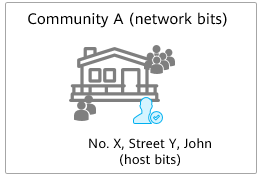 Community A (network bits)
No. X, Street Y, John
(host bits)